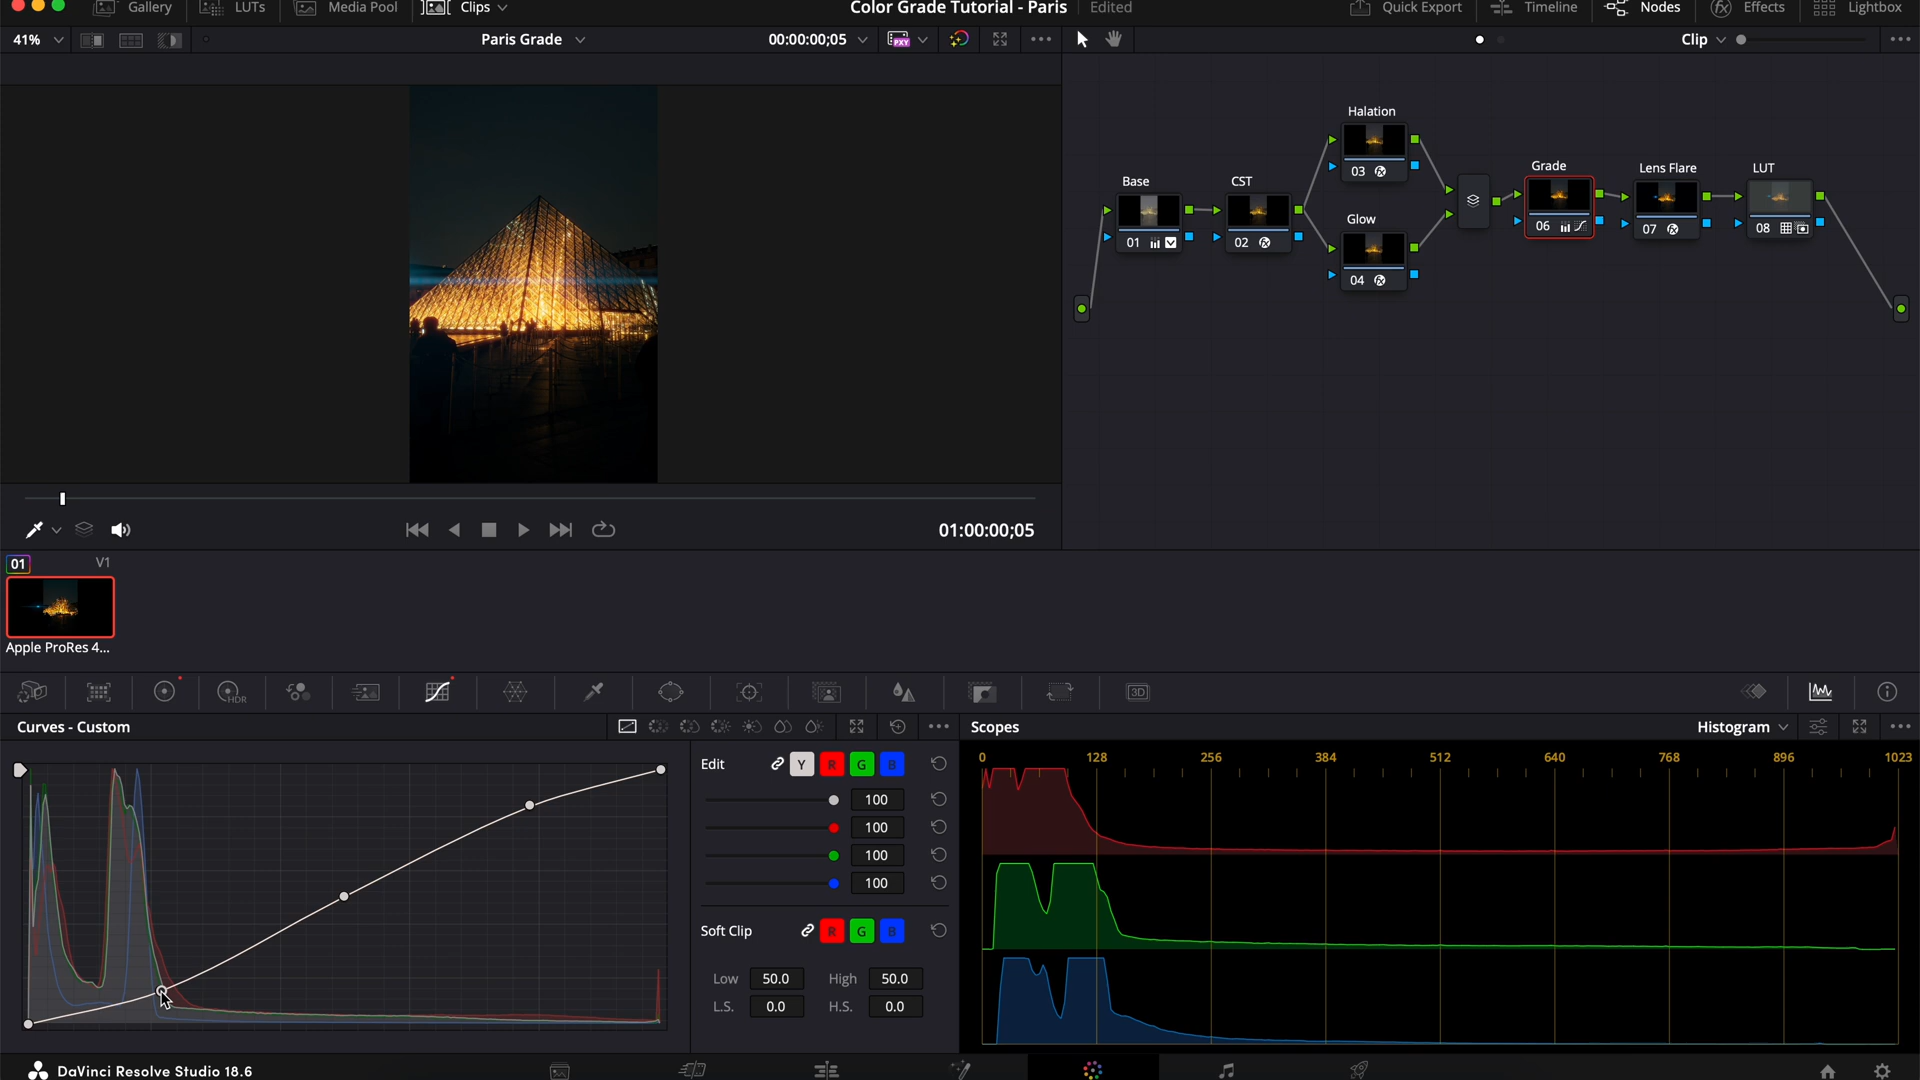 Gallery LUTs Media Pool Clips Color Grade Tutorial - Paris Edited Quick Export Timeline Nodes Effects Lightbox
41% Paris Grade 00:00:00;05 PXY Clip
Halation
03
Base
01
CST
02
Glow
04
Grade
06
Lens Flare
07
LUT
08
01:00:00;05
01 V1
Apple ProRes 4...
HDR 3D
Curves - Custom
Edit Y R G B
100
100
100
100
Soft Clip R G B
Low 50.0 High 50.0
L.S. 0.0 H.S. 0.0
Scopes Histogram
0 128 256 384 512 640 768 896 1023
DaVinci Resolve Studio 18.6